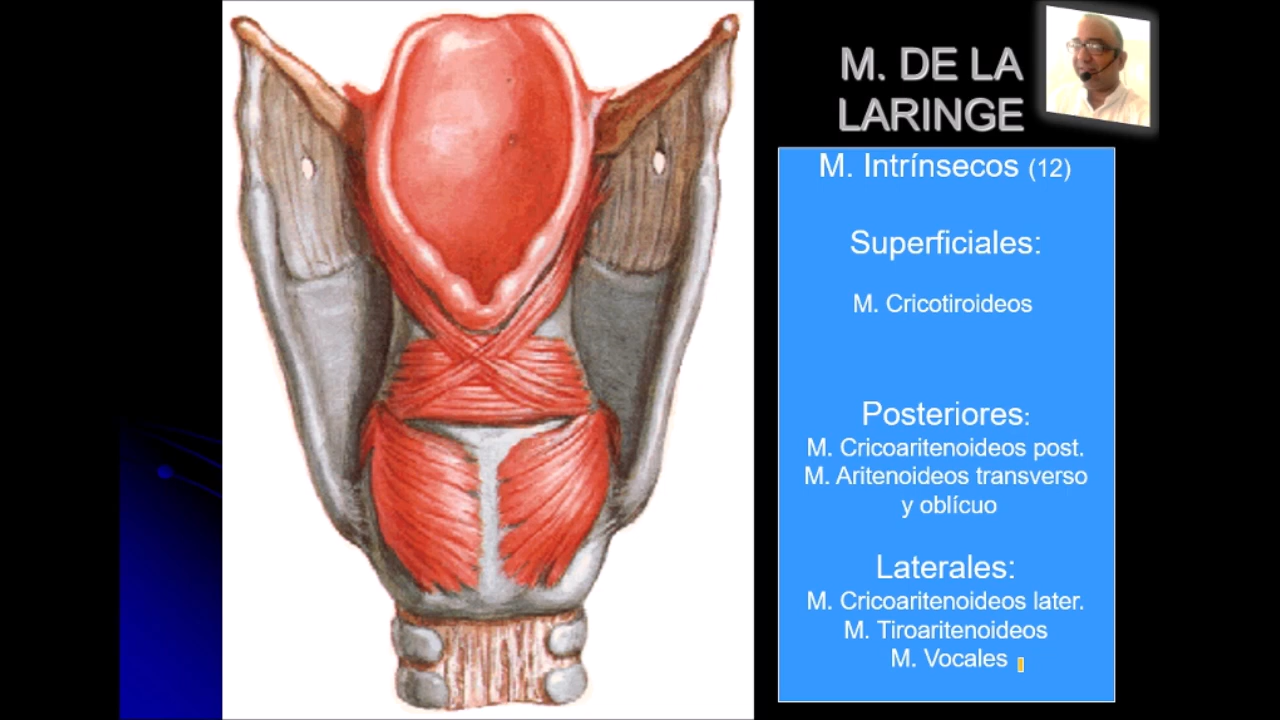 M. DE LA
LARINGE
M. Intrínsecos (12)
Superficiales:
M. Cricotiroideos
Posteriores:
M. Cricoaritenoideos post.
M. Aritenoideos transverso
y oblícuo
Laterales:
M. Cricoaritenoideos later.
M. Tiroaritenoideos
M. Vocales